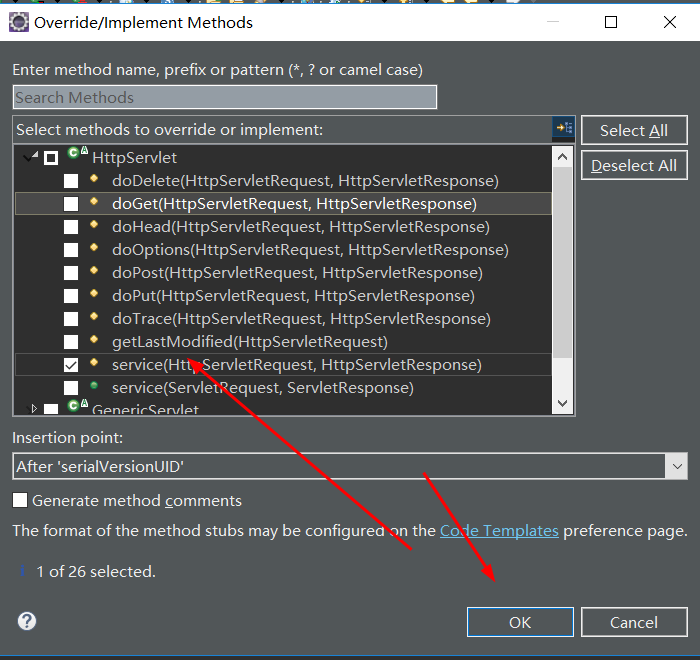 Override/Implement Methods
Enter method name, prefix or pattern (*, ? or camel case)
Search Methods
Select methods to override or implement:
Select All
Deselect All
HttpServlet
doDelete(HttpServletRequest, HttpServletResponse)
doGet(HttpServletRequest, HttpServletResponse)
doHead(HttpServletRequest, HttpServletResponse)
doOptions(HttpServletRequest, HttpServletResponse)
doPost(HttpServletRequest, HttpServletResponse)
doPut(HttpServletRequest, HttpServletResponse)
doTrace(HttpServletRequest, HttpServletResponse)
getLastModified(HttpServletRequest)
service(HttpServletRequest, HttpServletResponse)
service(ServletRequest, ServletResponse)
GenericServlet
Insertion point:
After 'serialVersionUID'
Generate method comments
The format of the method stubs may be configured on the Code Templates preference page.
1 of 26 selected.
OK
Cancel